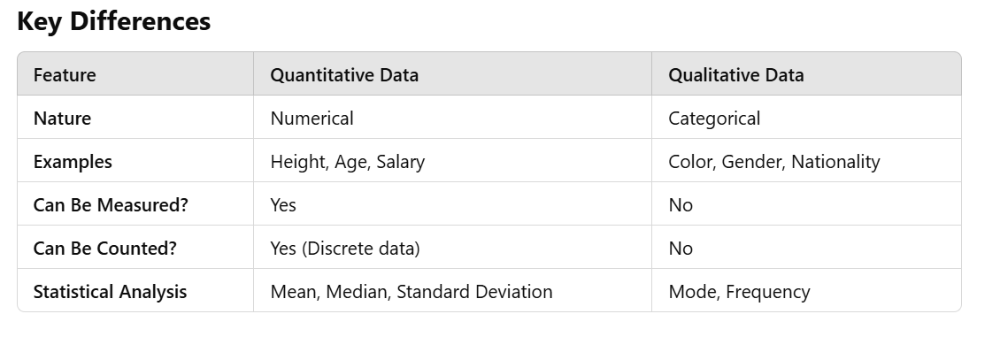 Key Differences
Feature Quantitative Data Qualitative Data
Nature Numerical Categorical
Examples Height, Age, Salary Color, Gender, Nationality
Can Be Measured? Yes No
Can Be Counted? Yes (Discrete data) No
Statistical Analysis Mean, Median, Standard Deviation Mode, Frequency